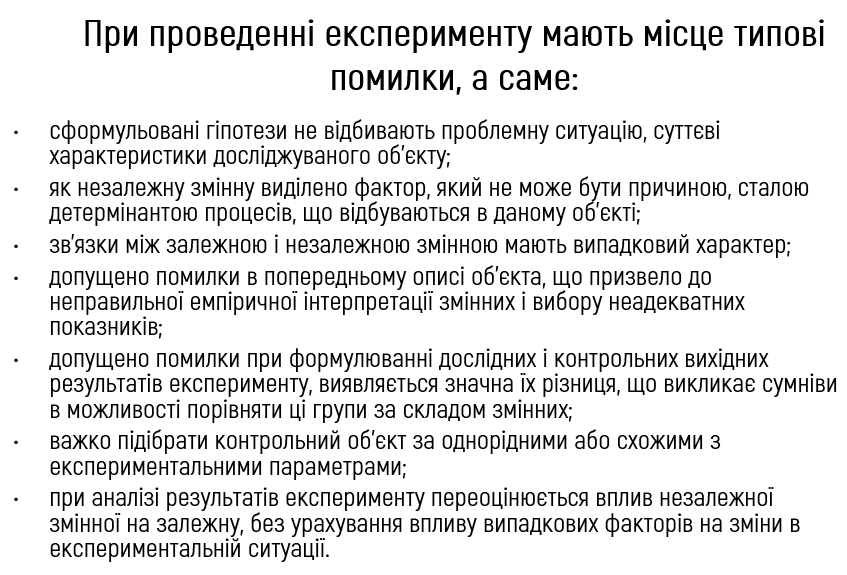 При проведенні експерименту мають місце типові
помилки, а саме:
• сформульовані гіпотези не відбивають проблемну ситуацію, суттєві
характеристики досліджуваного об’єкту;
• як незалежну змінну виділено фактор, який не може бути причиною, сталою
детермінантою процесів, що відбуваються в даному об’єкті;
• зв’язки між залежною і незалежною змінною мають випадковий характер;
• допущено помилки в попередньому описі об’єкта, що призвело до
неправильної емпіричної інтерпретації змінних і вибору неадекватних
показників;
• допущено помилки при формулюванні дослідних і контрольних вихідних
результатів експерименту, виявляється значна їх різниця, що викликає сумніви
в можливості порівняти ці групи за складом змінних;
• важко підібрати контрольний об’єкт за однорідними або схожими з
експериментальними параметрами;
• при аналізі результатів експерименту переоцінюється вплив незалежної
змінної на залежну, без урахування впливу випадкових факторів на зміни в
експериментальній ситуації.